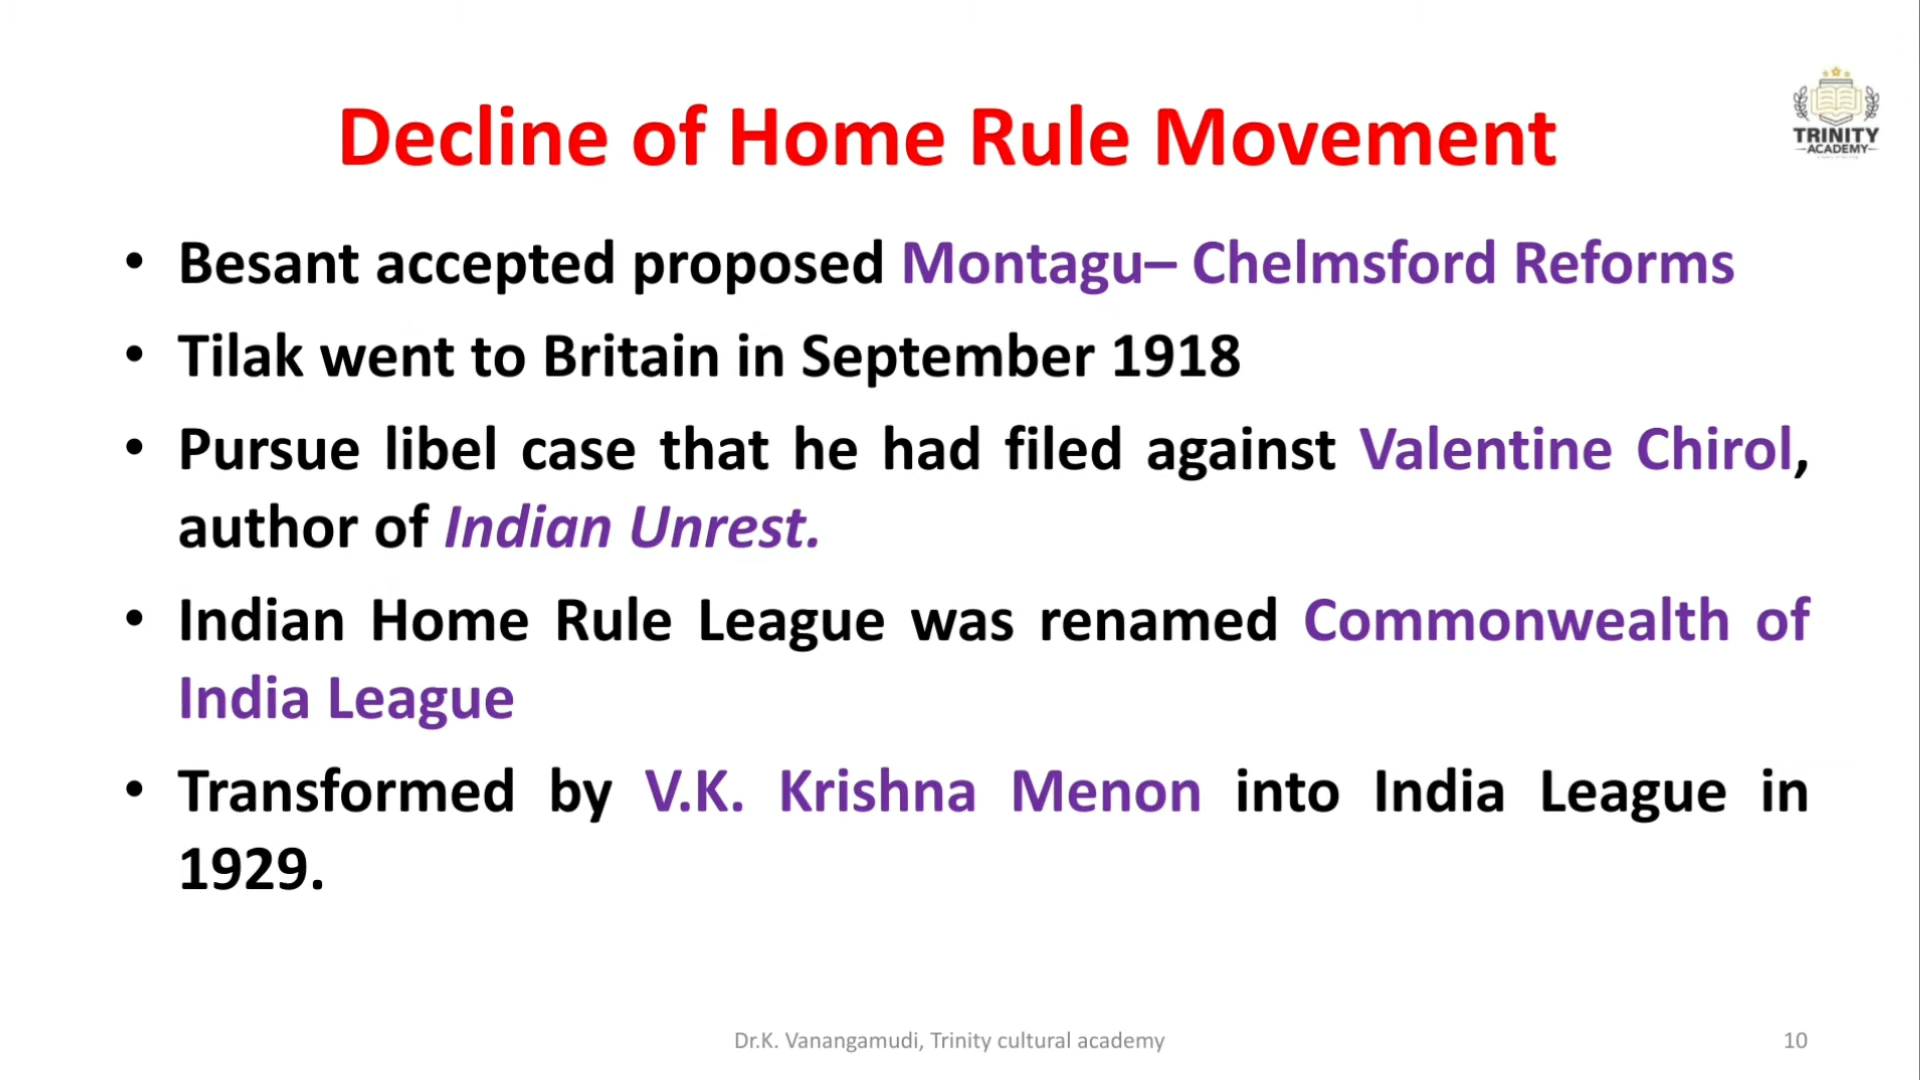 Decline of Home Rule Movement
TRINITY
ACADEMY
• Besant accepted proposed Montagu– Chelmsford Reforms
• Tilak went to Britain in September 1918
• Pursue libel case that he had filed against Valentine Chirol,
author of Indian Unrest.
• Indian Home Rule League was renamed Commonwealth of
India League
• Transformed by V.K. Krishna Menon into India League in
1929.
Dr.K. Vanangamudi, Trinity cultural academy
10